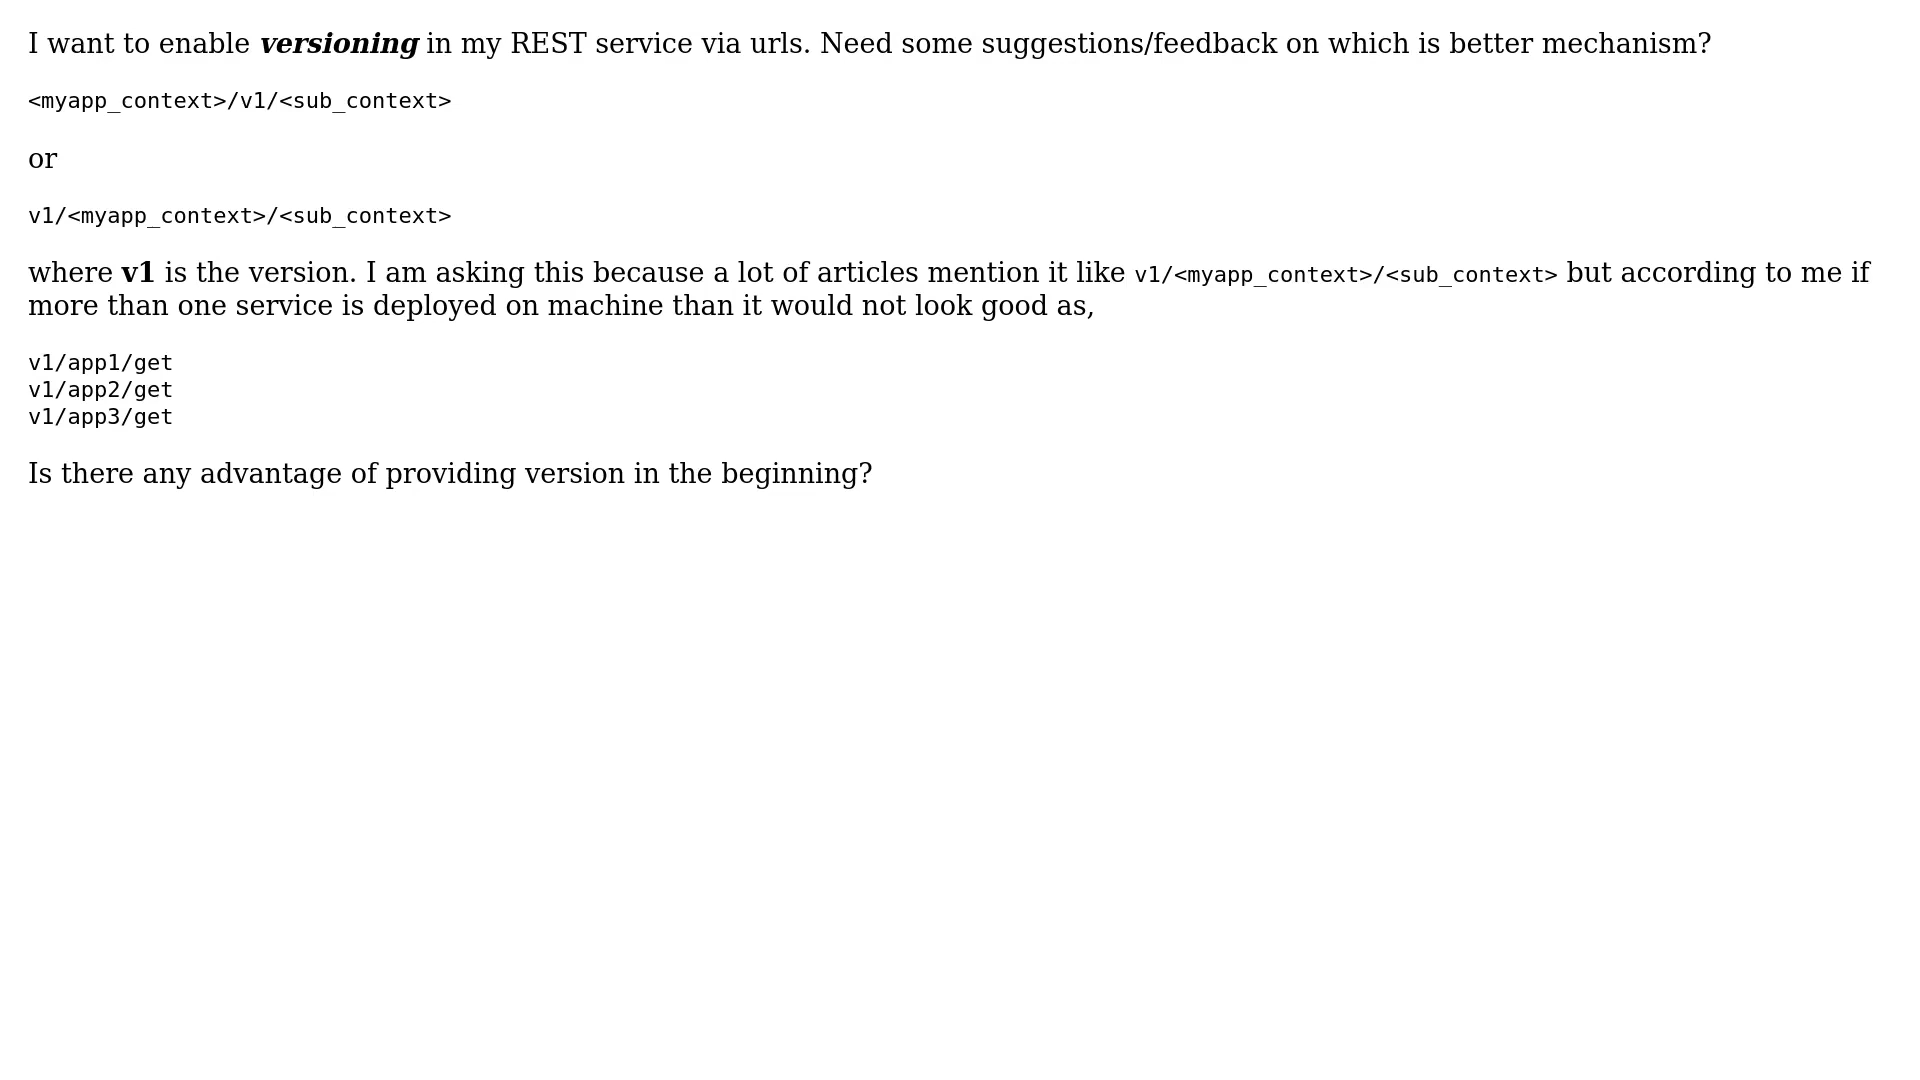 I want to enable versioning in my REST service via urls. Need some suggestions/feedback on which is better mechanism?
<myapp_context>/v1/<sub_context>
or
v1/<myapp_context>/<sub_context>
where v1 is the version. I am asking this because a lot of articles mention it like v1/<myapp_context>/<sub_context> but according to me if
more than one service is deployed on machine than it would not look good as,
v1/app1/get
v1/app2/get
v1/app3/get
Is there any advantage of providing version in the beginning?